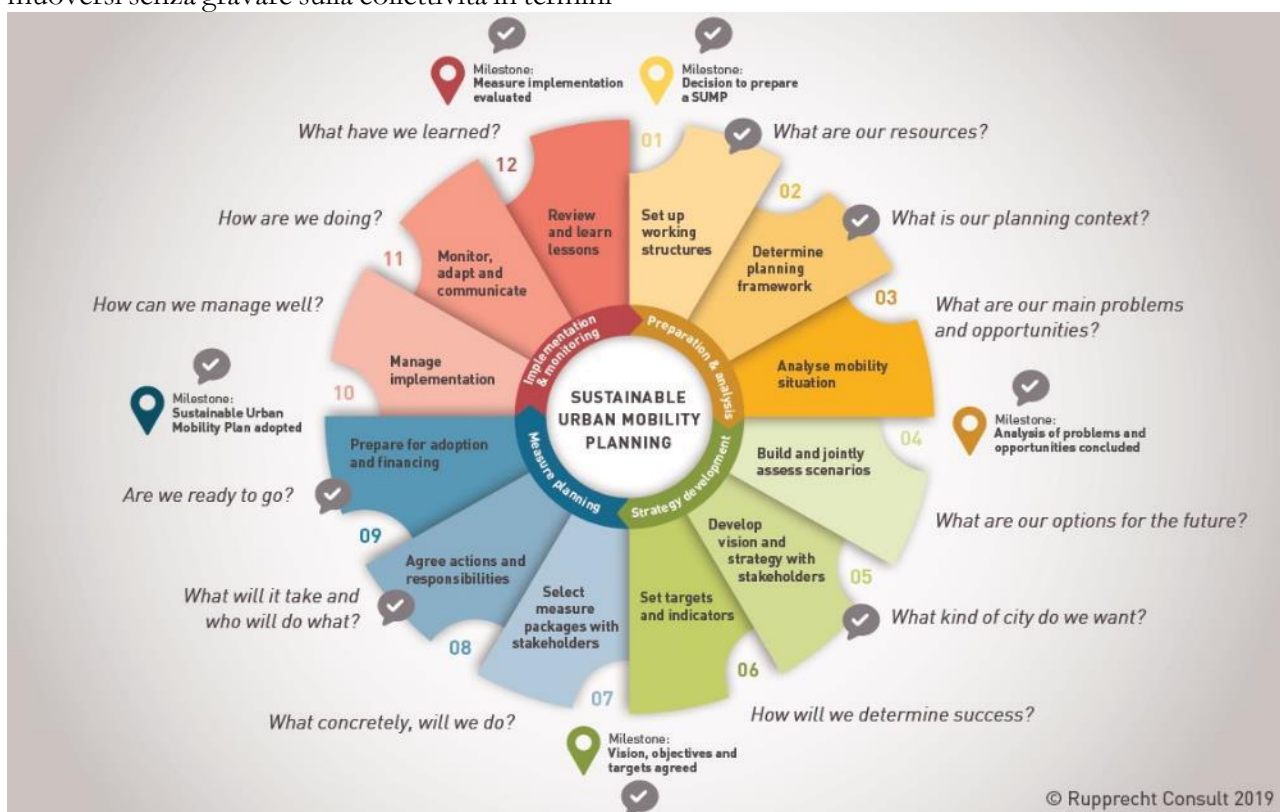 muoversi senza gravare sulla collettività in termini
Milestone:
Measure implementation
evaluated
Milestone:
Decision to prepare
a SUMP
What have we learned?
12
Review
and learn
lessons
01
Set up
working
structures
What are our resources?
02
Determine
planning
framework
What is our planning context?
03
Analyse mobility
situation
What are our main problems
and opportunities?
Milestone:
Analysis of problems and
opportunities concluded
04
Build and jointly
assess scenarios
What are our options for the future?
05
Develop
vision and
strategy with
stakeholders
What kind of city do we want?
06
Set targets
and indicators
How will we determine success?
Milestone:
Vision, objectives and
targets agreed
07
Select
measure
packages with
stakeholders
What concretely, will we do?
08
Agree actions and
responsibilities
What will it take and
who will do what?
09
Prepare for adoption
and financing
Are we ready to go?
Milestone:
Sustainable Urban
Mobility Plan adopted
10
Manage
implementation
How can we manage well?
11
Monitor,
adapt and
communicate
How are we doing?
Implementation
& monitoring
Preparation & analysis
Strategy development
Measure planning
SUSTAINABLE
URBAN MOBILITY
PLANNING
© Rupprecht Consult 2019